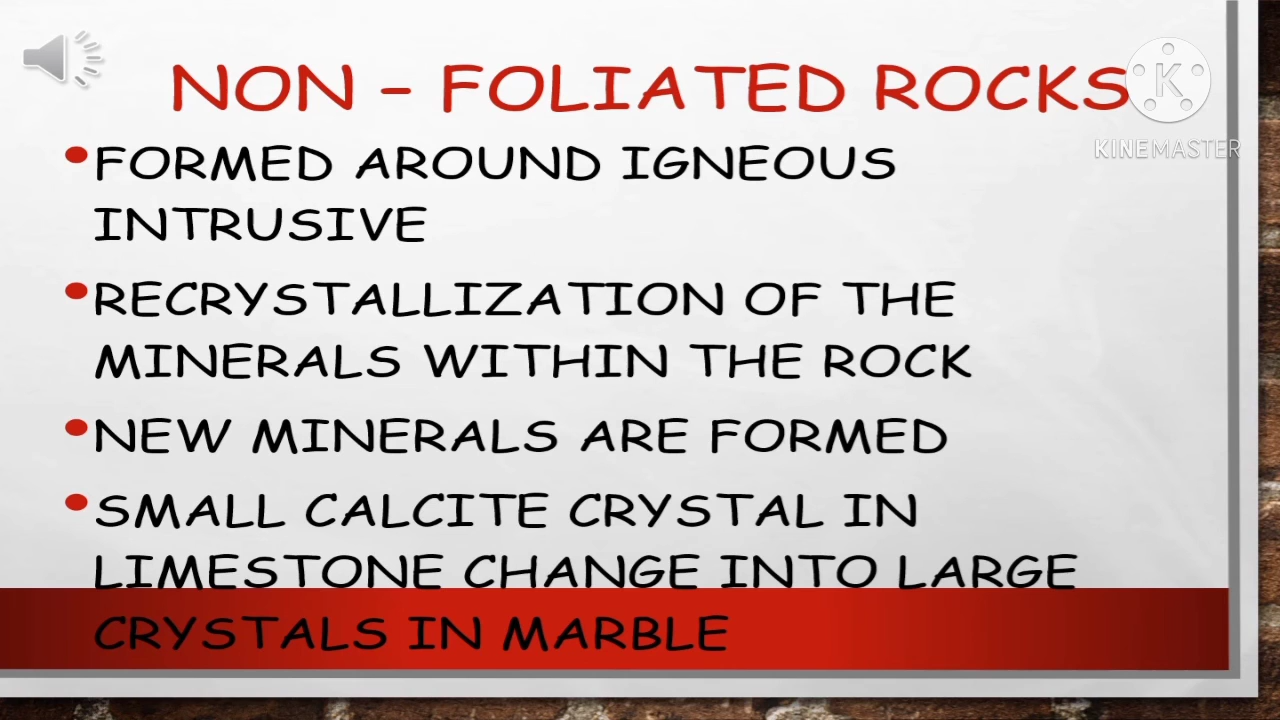 NON – FOLIATED ROCKS
K
KINEMASTER
•FORMED AROUND IGNEOUS
INTRUSIVE
•RECRYSTALLIZATION OF THE
MINERALS WITHIN THE ROCK
•NEW MINERALS ARE FORMED
•SMALL CALCITE CRYSTAL IN
LIMESTONE CHANGE INTO LARGE
CRYSTALS IN MARBLE